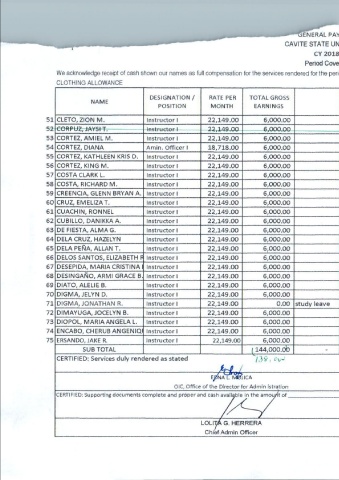 GENERAL PAY
CAVITE STATE UN
CY 2018
Period Cove
We acknowledge receipt of cash shown our names as full compensation for the services rendered for the peri
CLOTHING ALLOWANCE
NAME DESIGNATION / POSITION RATE PER MONTH TOTAL GROSS EARNINGS
51 CLETO, ZION M. Instructor I 22,149.00 6,000.00
52 CORPUZ, JAYSI T. Instructor I 22,149.00 6,000.00
53 CORTEZ, AMIEL M. Instructor I 22,149.00 6,000.00
54 CORTEZ, DIANA Amin. Officer I 18,718.00 6,000.00
55 CORTEZ, KATHLEEN KRIS D. Instructor I 22,149.00 6,000.00
56 CORTEZ, KING M. Instructor I 22,149.00 6,000.00
57 COSTA CLARK L. Instructor I 22,149.00 6,000.00
58 COSTA, RICHARD M. Instructor I 22,149.00 6,000.00
59 CREENCIA, GLENN BRYAN A. Instructor I 22,149.00 6,000.00
60 CRUZ, EMELIZA T. Instructor I 22,149.00 6,000.00
61 CUACHIN, RONNEL Instructor I 22,149.00 6,000.00
62 CUBILLO, DANIKKA A. Instructor I 22,149.00 6,000.00
63 DE FIESTA, ALMA G. Instructor I 22,149.00 6,000.00
64 DELA CRUZ, HAZELYN Instructor I 22,149.00 6,000.00
65 DELA PEÑA, ALLAN T. Instructor I 22,149.00 6,000.00
66 DELOS SANTOS, ELIZABETH F Instructor I 22,149.00 6,000.00
67 DESEPIDA, MARIA CRISTINA Instructor I 22,149.00 6,000.00
68 DESINGAÑO, ARMI GRACE B. Instructor I 22,149.00 6,000.00
69 DIATO, ALELIE B. Instructor I 22,149.00 6,000.00
70 DIGMA, JELYN D. Instructor I 22,149.00 6,000.00
71 DIGMA, JONATHAN R. Instructor I 22,149.00 0.00 study leave
72 DIMAYUGA, JOCELYN B. Instructor I 22,149.00 6,000.00
73 DIOPOL, MARIA ANGELA L. Instructor I 22,149.00 6,000.00
74 ENCABO, CHERUB ANGENIQ Instructor I 22,149.00 6,000.00
75 ERSANDO, JAKE R. Instructor I 22,149.00 6,000.00
SUB TOTAL 144,000.00 -
CERTIFIED: Services duly rendered as stated
EDNA L. MOJICA
OIC, Office of the Director for Administration
CERTIFIED: Supporting documents complete and proper and cash available in the amount of
LOLITA G. HERRERA
Chief Admin Officer